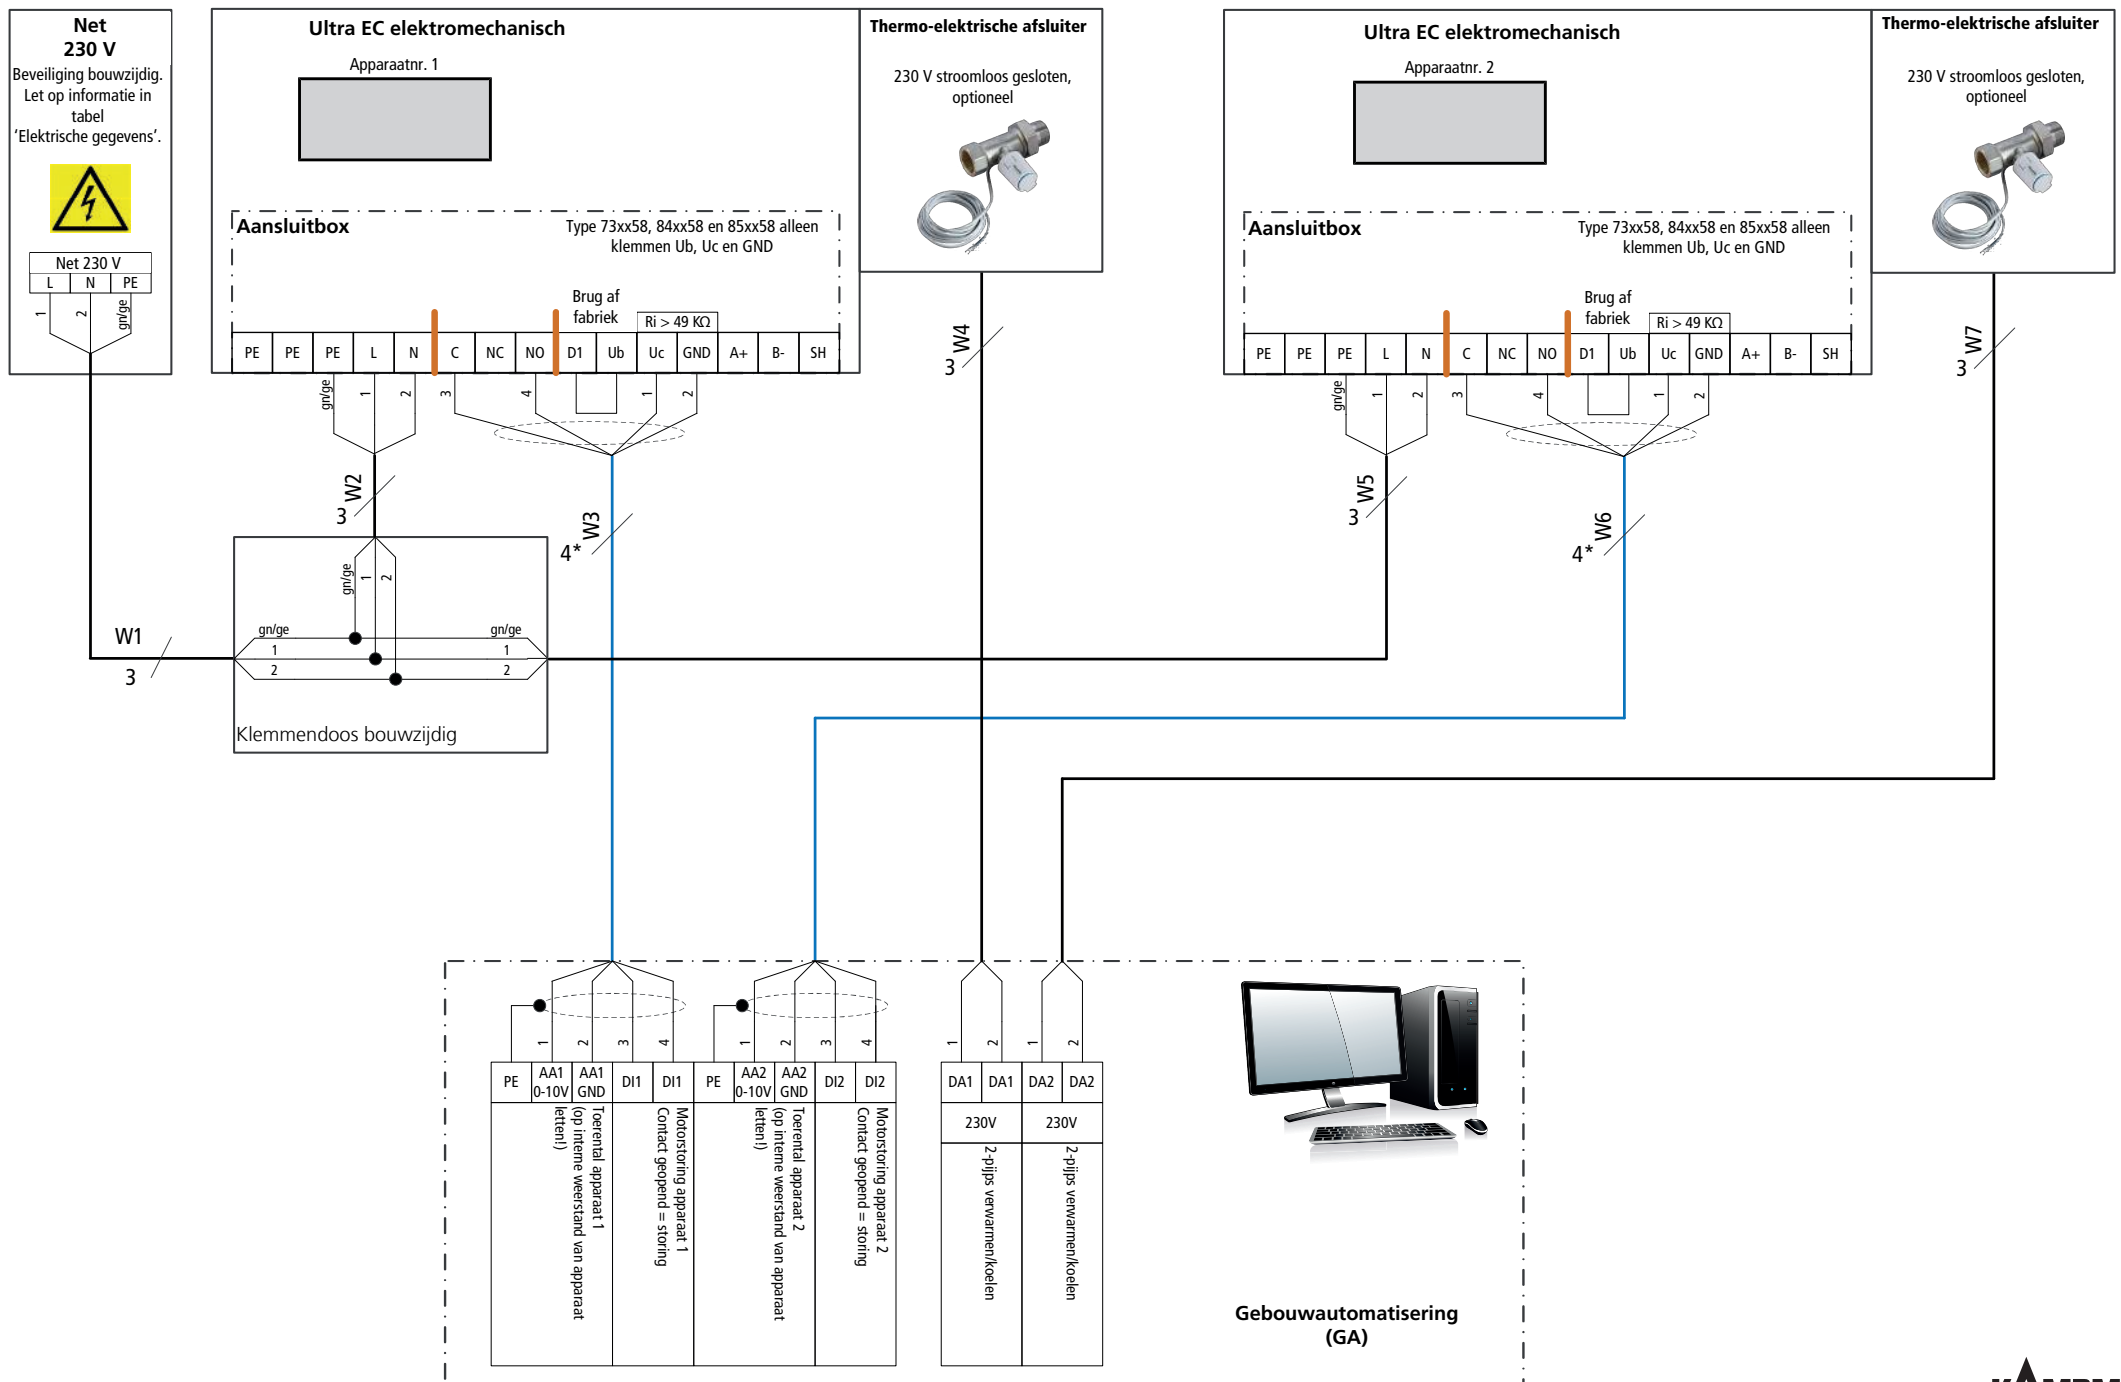 Net
230 V
Beveiliging bouwzijdig.
Let op informatie in
tabel
'Elektrische gegevens'.
Net 230 V
L N PE
1 2 gn/ge
Ultra EC elektromechanisch
Apparaatnr. 1
Aansluitbox
Type 73xx58, 84xx58 en 85xx58 alleen
klemmen Ub, Uc en GND
Brug af
fabriek
Ri > 49 KΩ
PE PE PE L N C NC NO D1 Ub Uc GND A+ B- SH
gn/ge 1 2 3 4 1 2
Thermo-elektrische afsluiter
230 V stroomloos gesloten,
optioneel
W4
3
Ultra EC elektromechanisch
Apparaatnr. 2
Aansluitbox
Type 73xx58, 84xx58 en 85xx58 alleen
klemmen Ub, Uc en GND
Brug af
fabriek
Ri > 49 KΩ
PE PE PE L N C NC NO D1 Ub Uc GND A+ B- SH
gn/ge 1 2 3 4 1 2
Thermo-elektrische afsluiter
230 V stroomloos gesloten,
optioneel
W7
3
W2
3
W3
4*
W5
3
W6
4*
W1
3
gn/ge 1 2
gn/ge gn/ge
1 1
2 2
Klemmendoos bouwzijdig
1 2 3 4 1 2 3 4 1 2 1 2
PE AA1 0-10V AA1 GND DI1 DI1 PE AA2 0-10V AA2 GND DI2 DI2
Toerental apparaat 1
(op interne weerstand van apparaat
letten!)
Motorstoring apparaat 1
Contact geopend = storing
Toerental apparaat 2
(op interne weerstand van apparaat
letten!)
Motorstoring apparaat 2
Contact geopend = storing
DA1 DA1 DA2 DA2
230V 230V
2-pijps verwarmen/koelen
2-pijps verwarmen/koelen
Gebouwautomatisering
(GA)